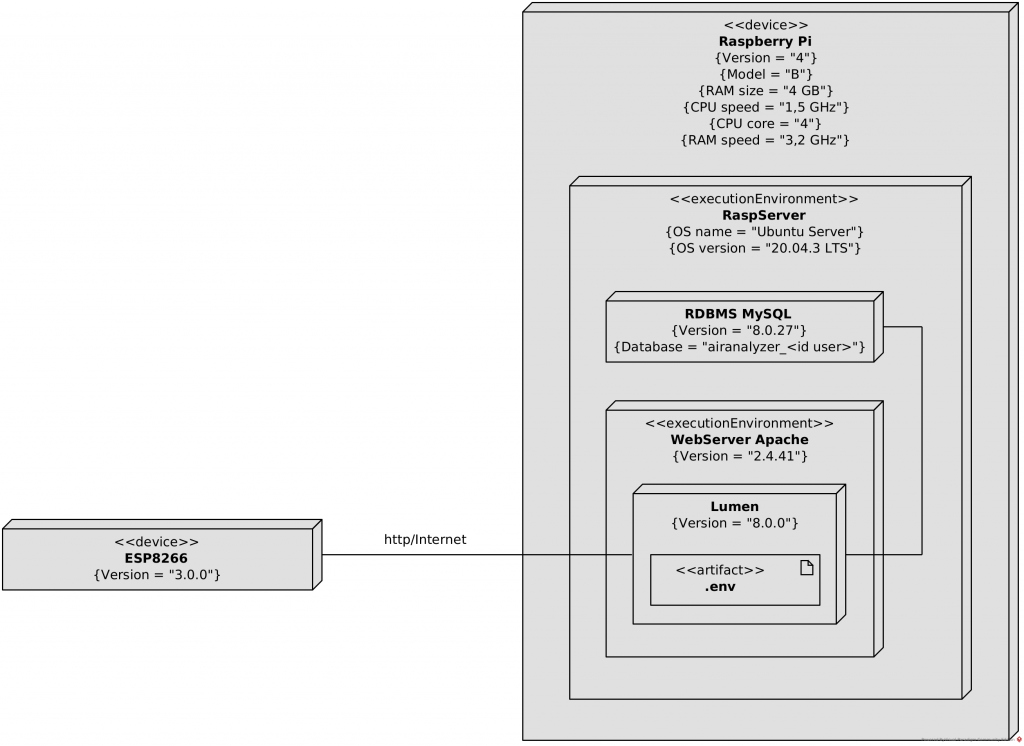 <<device>>
Raspberry Pi
{Version = "4"}
{Model = "B"}
{RAM size = "4 GB"}
{CPU speed = "1,5 GHz"}
{CPU core = "4"}
{RAM speed = "3,2 GHz"}
<<executionEnvironment>>
RaspServer
{OS name = "Ubuntu Server"}
{OS version = "20.04.3 LTS"}
RDBMS MySQL
{Version = "8.0.27"}
{Database = "airanalyzer_<id user>"}
<<executionEnvironment>>
WebServer Apache
{Version = "2.4.41"}
Lumen
{Version = "8.0.0"}
<<artifact>>
.env
http/Internet
<<device>>
ESP8266
{Version = "3.0.0"}